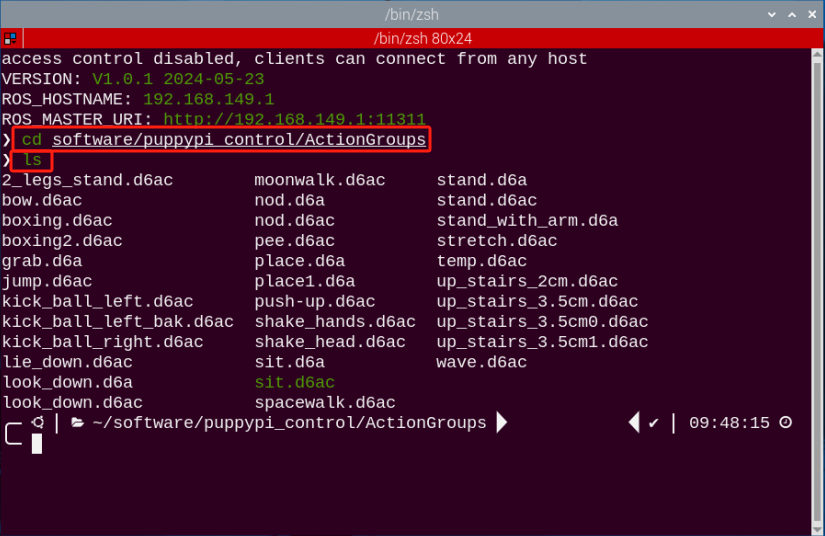 /bin/zsh
/bin/zsh 80x24
access control disabled, clients can connect from any host
VERSION: V1.0.1 2024-05-23
ROS_HOSTNAME: 192.168.149.1
ROS_MASTER_URI: http://192.168.149.1:11311
❯ cd software/puppypi_control/ActionGroups
❯ ls
2_legs_stand.d6ac moonwalk.d6ac stand.d6a
bow.d6ac nod.d6a stand.d6ac
boxing.d6ac nod.d6ac stand_with_arm.d6a
boxing2.d6ac pee.d6ac stretch.d6ac
grab.d6a place.d6a temp.d6ac
jump.d6ac place1.d6a up_stairs_2cm.d6ac
kick_ball_left.d6ac push-up.d6ac up_stairs_3.5cm.d6ac
kick_ball_left_bak.d6ac shake_hands.d6ac up_stairs_3.5cm0.d6ac
kick_ball_right.d6ac shake_head.d6ac up_stairs_3.5cm1.d6ac
lie_down.d6ac sit.d6a wave.d6ac
look_down.d6a sit.d6ac
look_down.d6ac spacewalk.d6ac
~/software/puppypi_control/ActionGroups ✔ 09:48:15